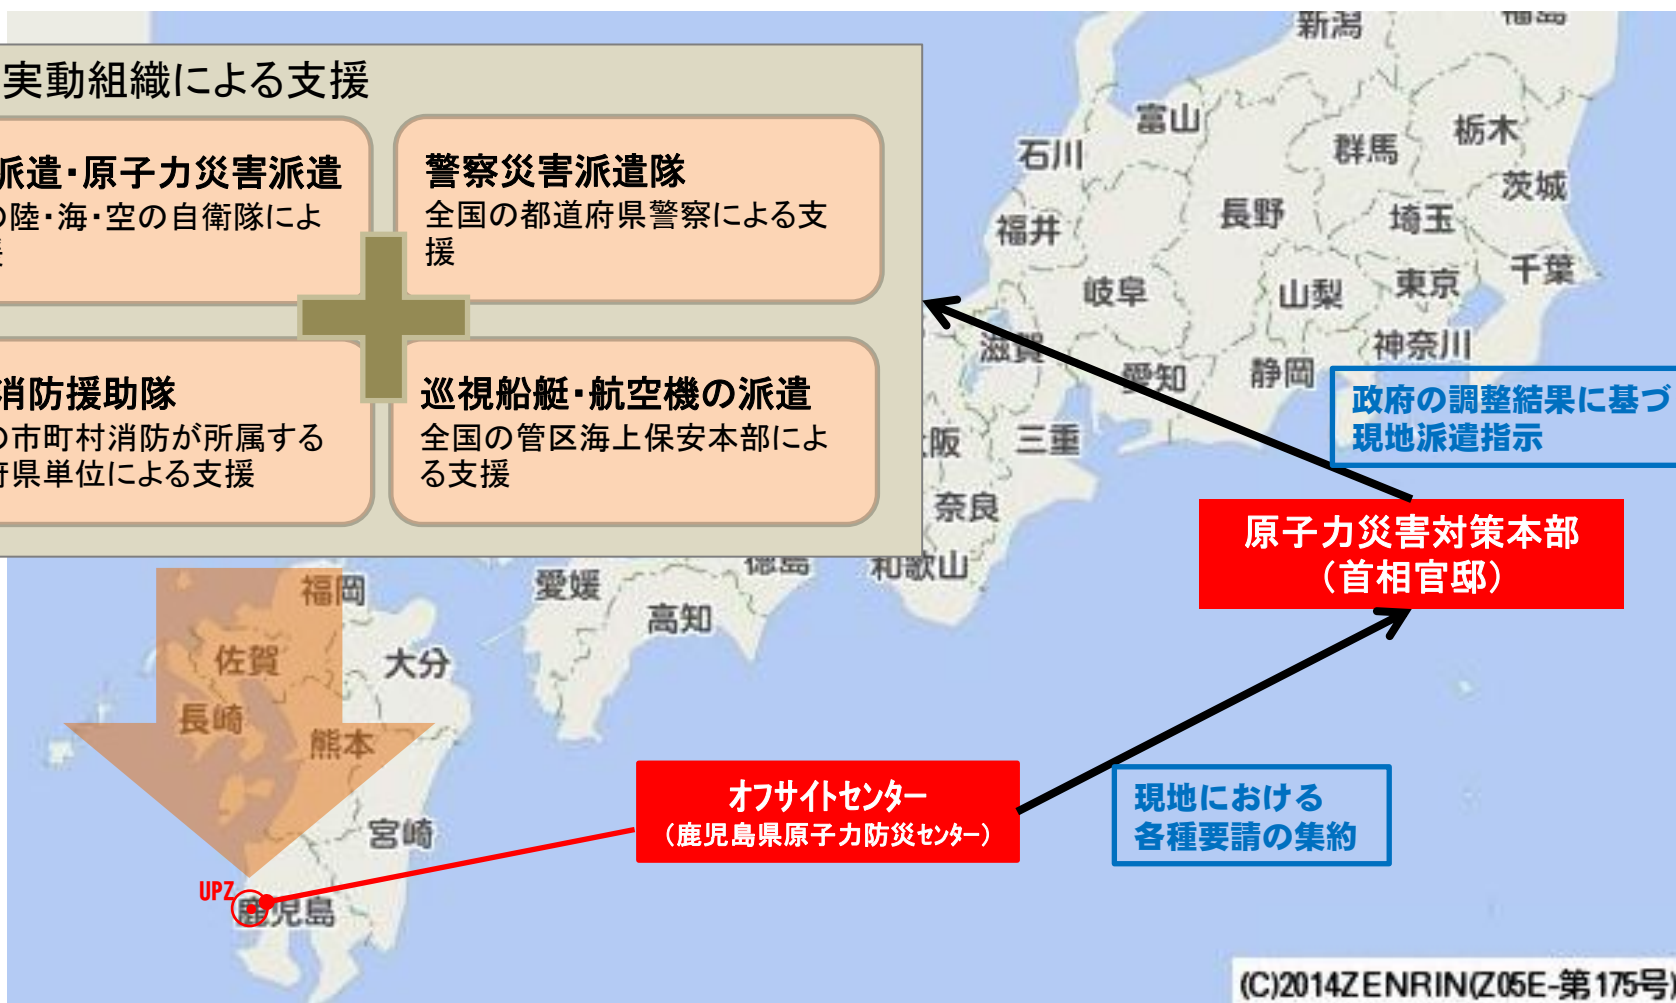 実動組織による支援
派遣・原子力災害派遣
の陸・海・空の自衛隊によ
警察災害派遣隊
全国の都道府県警察による支
援
消防援助隊
の市町村消防が所属する
府県単位による支援
巡視船艇・航空機の派遣
全国の管区海上保安本部によ
る支援
新潟
福島
富山
石川
群馬
栃木
茨城
福井
長野
埼玉
岐阜
山梨
東京
千葉
滋賀
愛知
静岡
神奈川
政府の調整結果に基づ
現地派遣指示
阪
三重
奈良
和歌山
徳島
原子力災害対策本部
（首相官邸）
福岡
愛媛
高知
佐賀
大分
長崎
熊本
宮崎
オフサイトセンター
（鹿児島県原子力防災センター）
現地における
各種要請の集約
UPZ
鹿児島
(C)2014ZENRIN(Z05E-第175号)